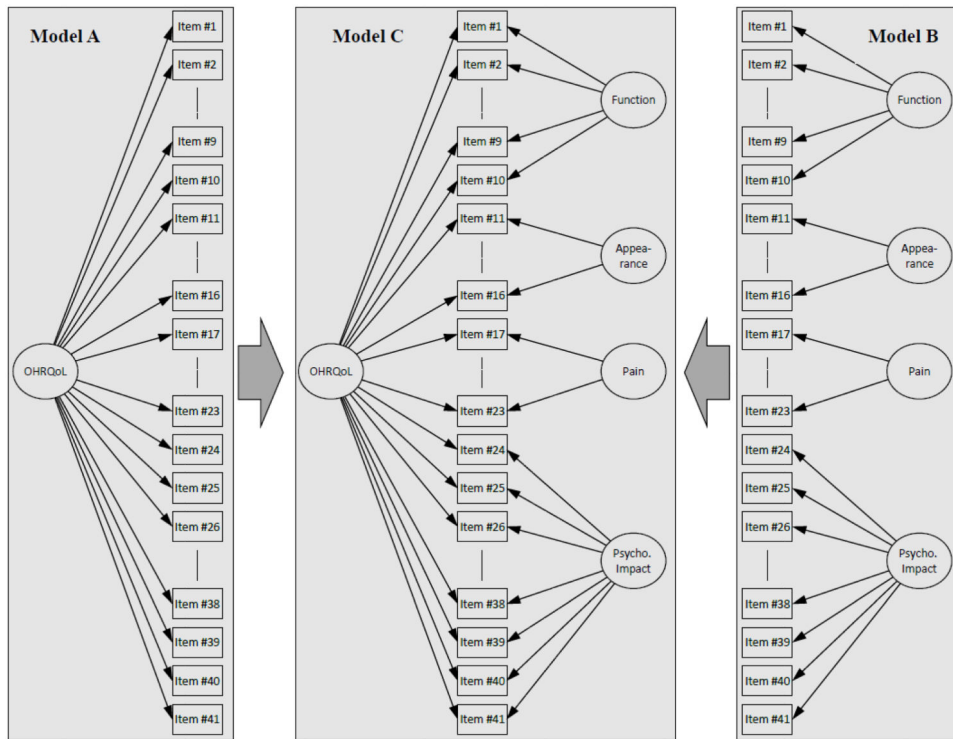 Model A
Item #1
Item #2
Item #9
Item #10
Item #11
Item #16
Item #17
OHRQoL
Item #23
Item #24
Item #25
Item #26
Item #38
Item #39
Item #40
Item #41
Model C
Item #1
Item #2
Function
Item #9
Item #10
Item #11
Appea-
rance
Item #16
Item #17
OHRQoL
Pain
Item #23
Item #24
Item #25
Item #26
Psycho.
Impact
Item #38
Item #39
Item #40
Item #41
Model B
Item #1
Item #2
Function
Item #9
Item #10
Item #11
Appea-
rance
Item #16
Item #17
Pain
Item #23
Item #24
Item #25
Item #26
Psycho.
Impact
Item #38
Item #39
Item #40
Item #41